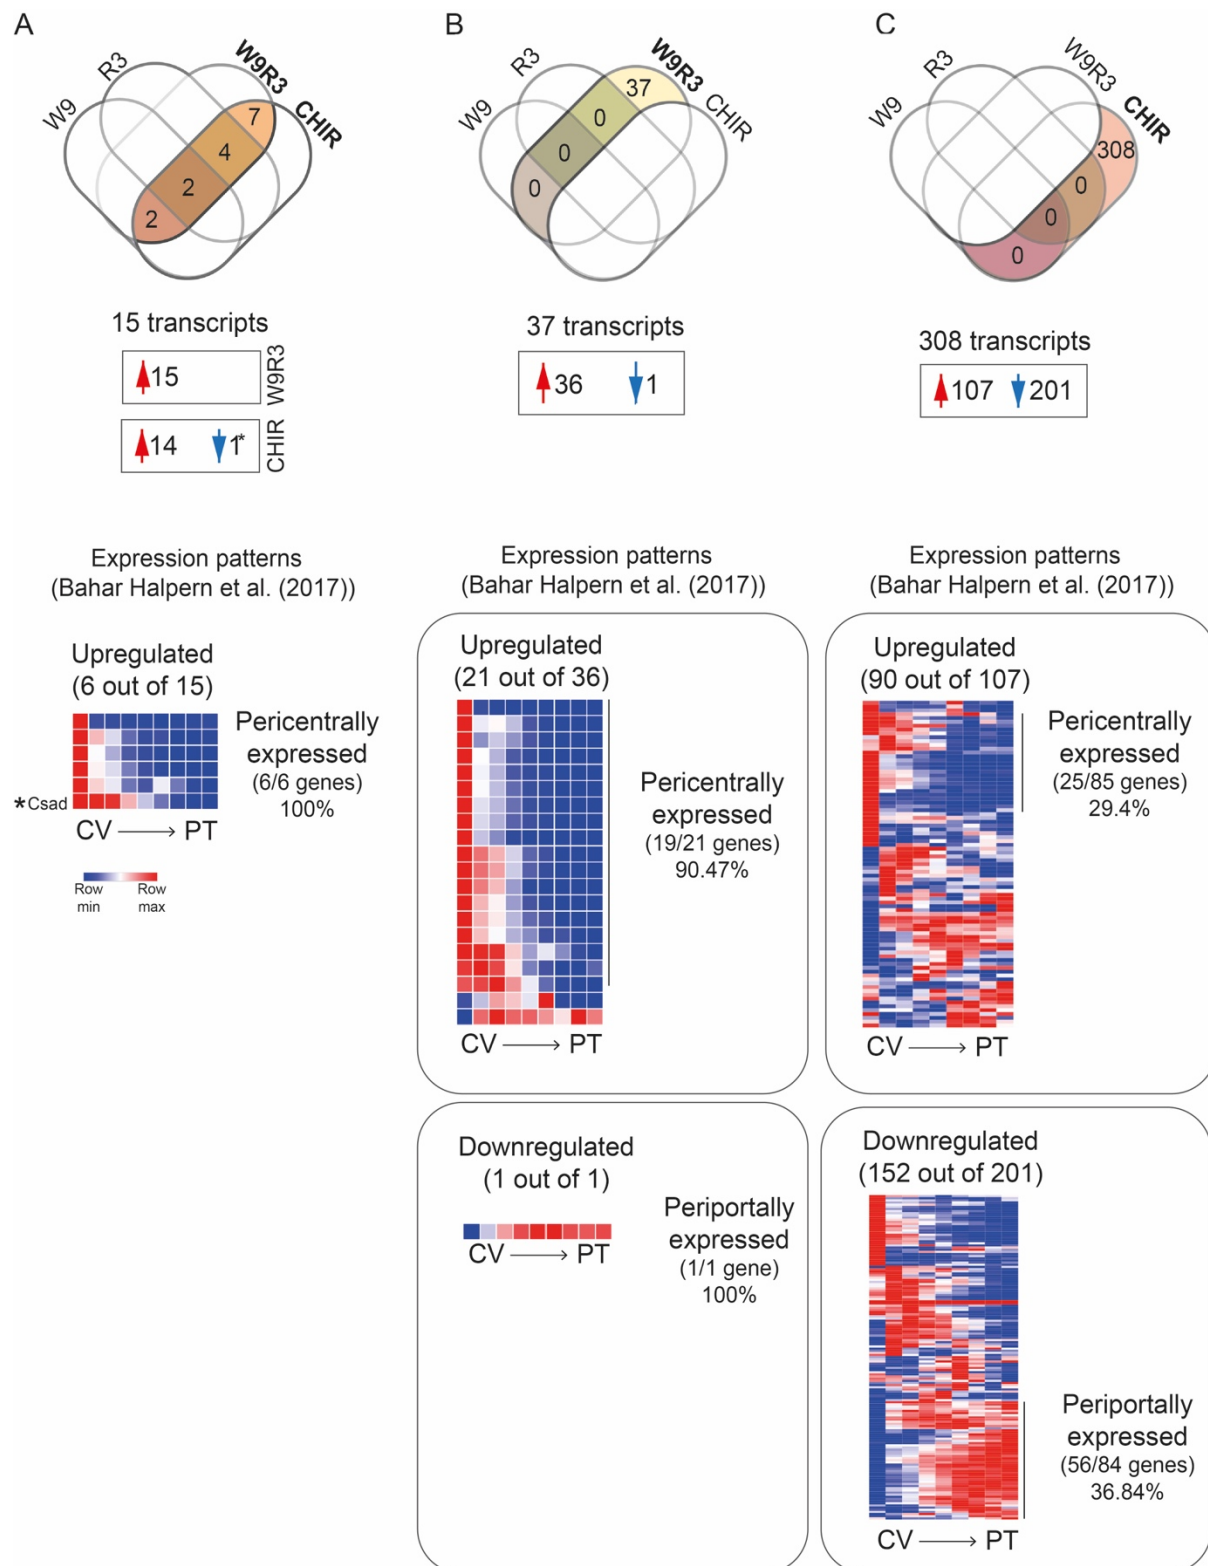 A
W9
R3
W9R3
CHIR
7
4
2
2
15 transcripts
15
W9R3
14
1*
CHIR
Expression patterns
(Bahar Halpern et al. (2017))
Upregulated
(6 out of 15)
Pericentrally
expressed
(6/6 genes)
100%
*Csad
CV PT
Row
min
Row
max
B
W9
R3
W9R3
CHIR
37
0
0
0
37 transcripts
36
1
Expression patterns
(Bahar Halpern et al. (2017))
Upregulated
(21 out of 36)
Pericentrally
expressed
(19/21 genes)
90.47%
CV PT
Downregulated
(1 out of 1)
Periportally
expressed
(1/1 gene)
100%
CV PT
C
W9
R3
W9R3
CHIR
308
0
0
0
308 transcripts
107
201
Expression patterns
(Bahar Halpern et al. (2017))
Upregulated
(90 out of 107)
Pericentrally
expressed
(25/85 genes)
29.4%
CV PT
Downregulated
(152 out of 201)
Periportally
expressed
(56/84 genes)
36.84%
CV PT